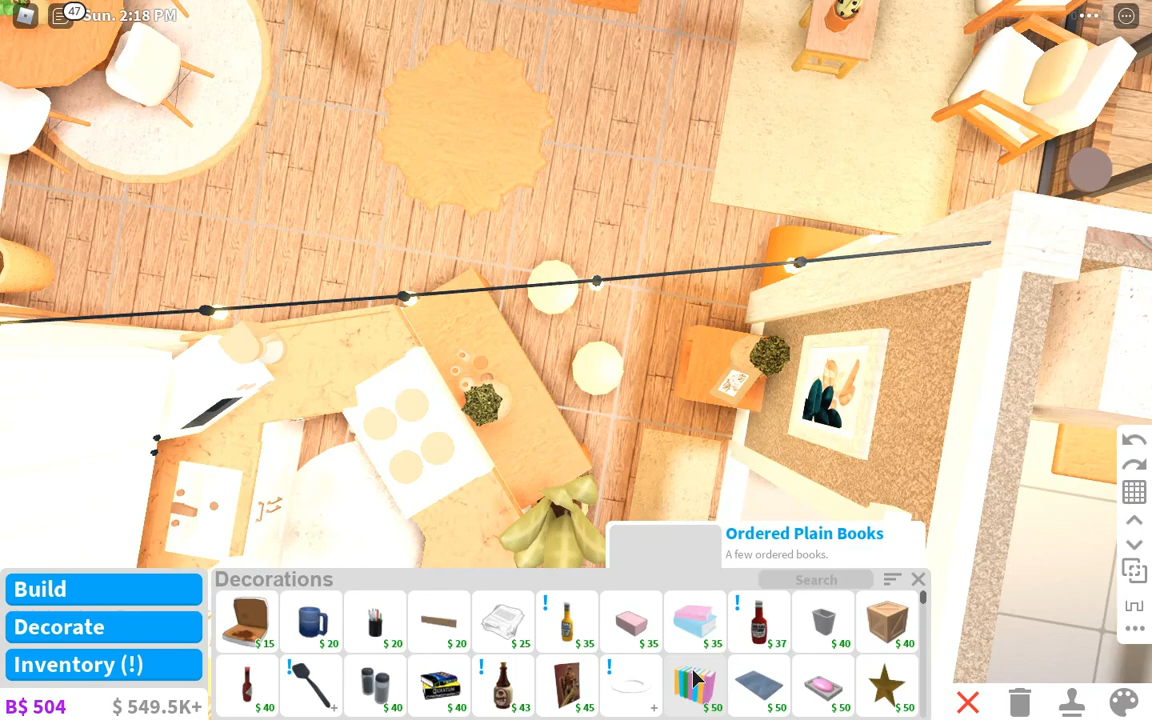 47
Sun. 2:18 PM
Ordered Plain Books
A few ordered books.
Build
Decorate
Inventory (!)
B$ 504
$ 549.5K+
Decorations
Search
$ 15
$ 20
$ 20
$ 20
$ 25
! $ 35
$ 35
$ 35
! $ 37
$ 40
$ 40
$ 40
! +
$ 40
QUANTUM
$ 40
! $ 43
$ 45
! +
$ 50
$ 50
$ 50
$ 50